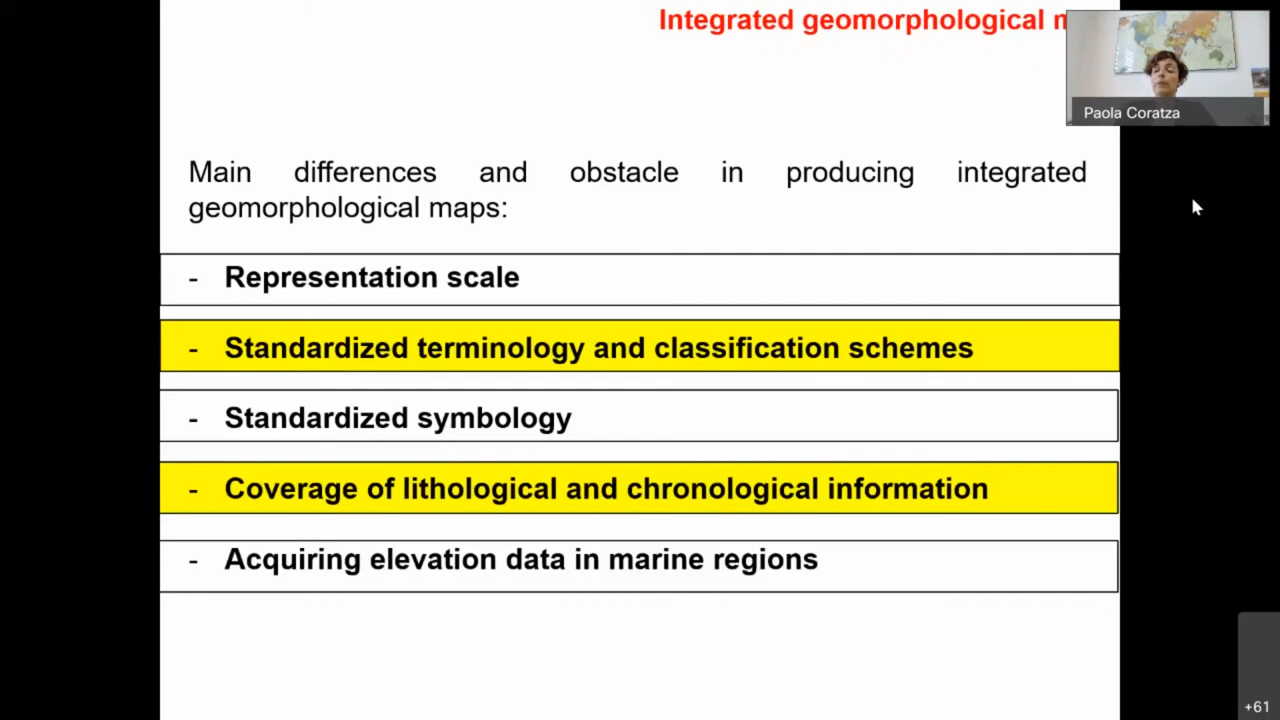 Integrated geomorphological
Paola Coratza
Main differences and obstacle in producing integrated
geomorphological maps:
- Representation scale
- Standardized terminology and classification schemes
- Standardized symbology
- Coverage of lithological and chronological information
- Acquiring elevation data in marine regions
+61